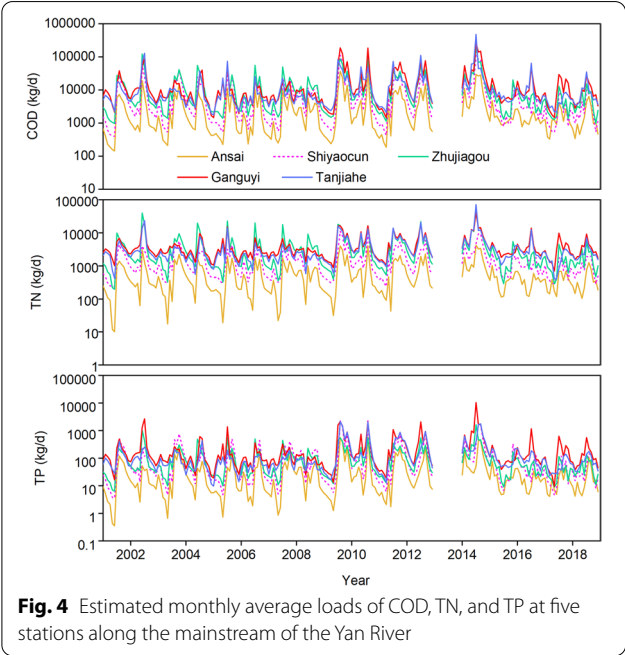 1000000
100000
10000
1000
100
10
COD (kg/d)
Ansai Shiyaocun Zhujiagou
Ganguyi Tanjiahe
100000
10000
1000
100
10
1
TN (kg/d)
100000
10000
1000
100
10
1
0.1
TP (kg/d)
2002 2004 2006 2008 2010 2012 2014 2016 2018
Year
Fig. 4 Estimated monthly average loads of COD, TN, and TP at five
stations along the mainstream of the Yan River